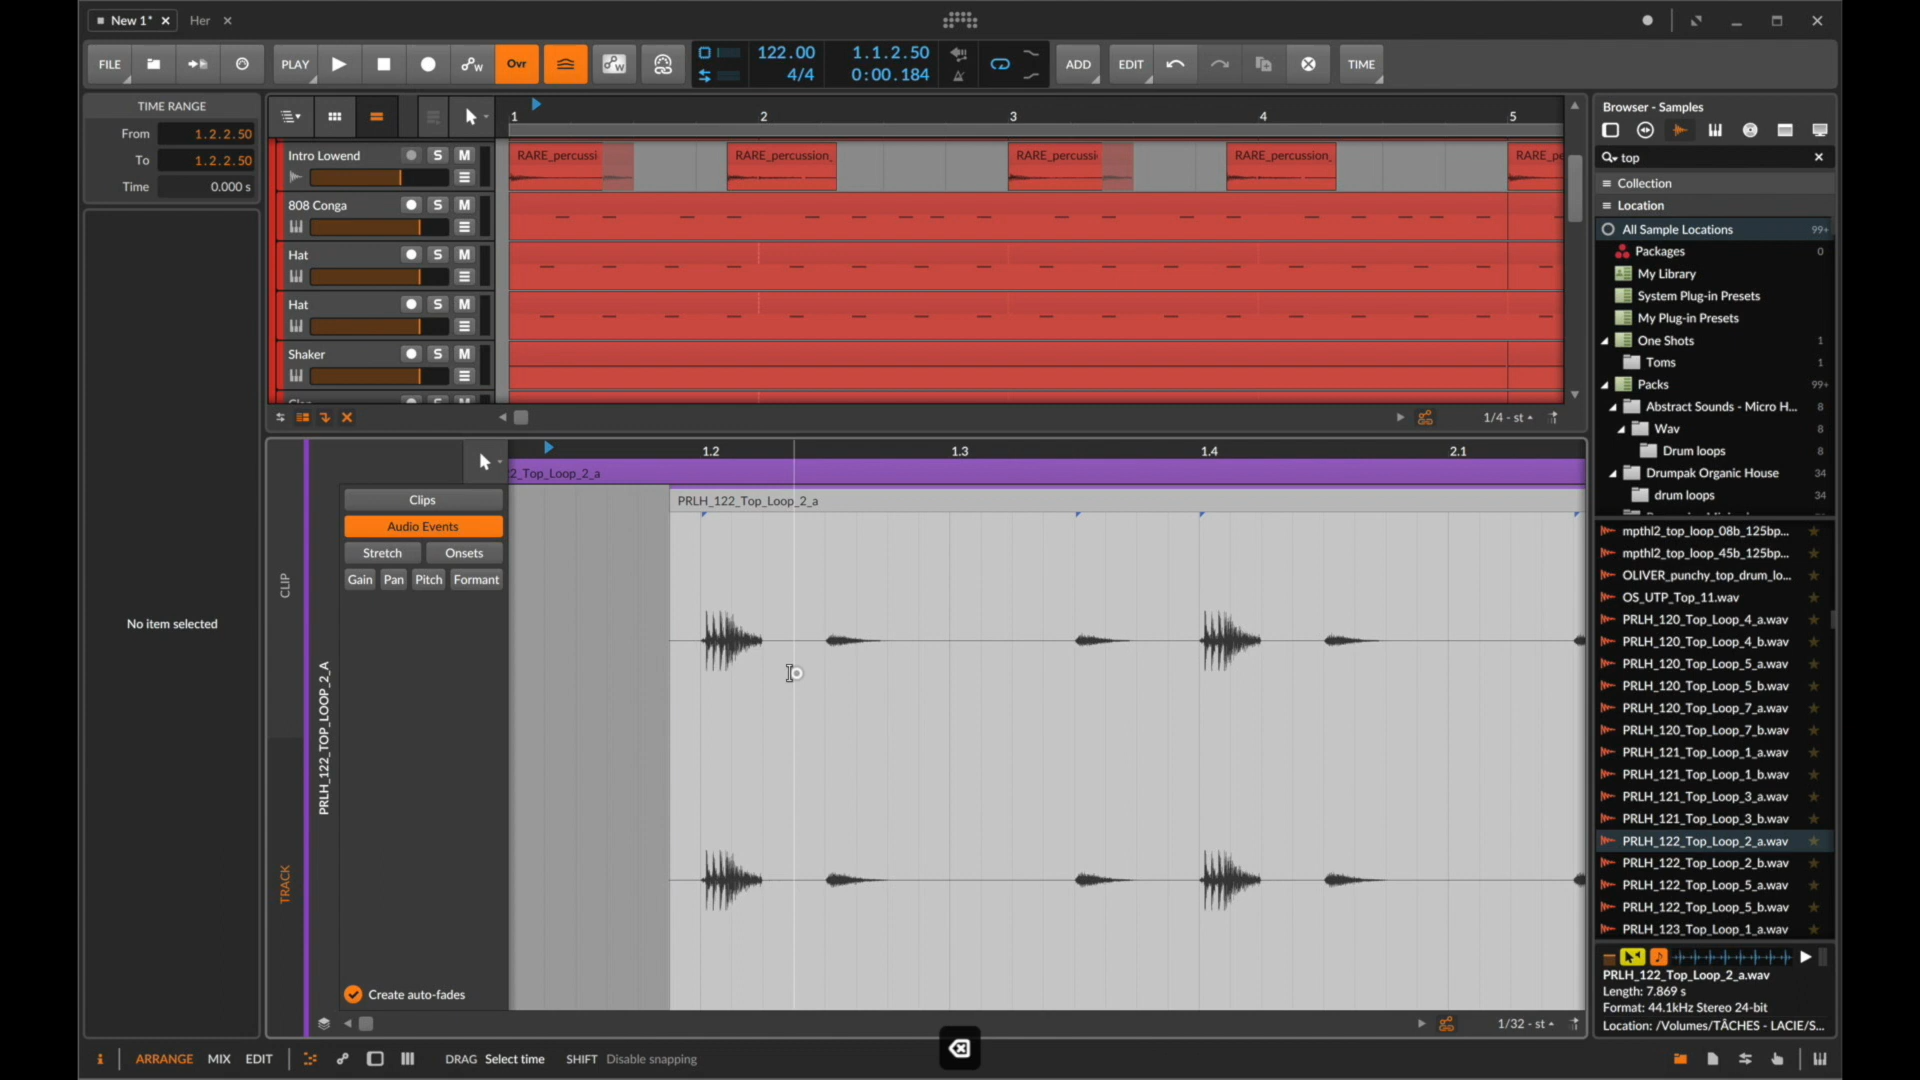 New 1*
Her
FILE
PLAY
Ovr
122.00
4/4
1.1.2.50
0:00.184
ADD
EDIT
TIME
TIME RANGE
From 1.2.2.50
To 1.2.2.50
Time 0.000 s
No item selected
1 2 3 4 5
Intro Lowend S M
RARE_percussi
RARE_percussion_
RARE_percussi
RARE_percussion_
RARE_pe
808 Conga S M
Hat S M
Hat S M
Shaker S M
1/4 - st
1.2 1.3 1.4 2.1
2_Top_Loop_2_a
PRLH_122_Top_Loop_2_a
CLIP
TRACK
PRLH_122_TOP_LOOP_2_A
Clips
Audio Events
Stretch Onsets
Gain Pan Pitch Formant
Create auto-fades
1/32 - st
Browser - Samples
top
Collection
Location
All Sample Locations 99+
Packages 0
My Library
System Plug-in Presets
My Plug-in Presets
One Shots 1
Toms 1
Packs 99+
Abstract Sounds - Micro H... 8
Wav 8
Drum loops 8
Drumpak Organic House 34
drum loops 34
mpthl2_top_loop_08b_125bp...
mpthl2_top_loop_45b_125bp...
OLIVER_punchy_top_drum_lo...
OS_UTP_Top_11.wav
PRLH_120_Top_Loop_4_a.wav
PRLH_120_Top_Loop_4_b.wav
PRLH_120_Top_Loop_5_a.wav
PRLH_120_Top_Loop_5_b.wav
PRLH_120_Top_Loop_7_a.wav
PRLH_120_Top_Loop_7_b.wav
PRLH_121_Top_Loop_1_a.wav
PRLH_121_Top_Loop_1_b.wav
PRLH_121_Top_Loop_3_a.wav
PRLH_121_Top_Loop_3_b.wav
PRLH_122_Top_Loop_2_a.wav
PRLH_122_Top_Loop_2_b.wav
PRLH_122_Top_Loop_5_a.wav
PRLH_122_Top_Loop_5_b.wav
PRLH_123_Top_Loop_1_a.wav
PRLH_122_Top_Loop_2_a.wav
Length: 7.869 s
Format: 44.1kHz Stereo 24-bit
Location: /Volumes/TÂCHES - LACIE/S...
i ARRANGE MIX EDIT
DRAG Select time SHIFT Disable snapping